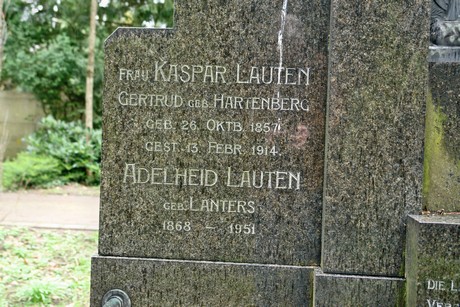 FRAU KASPAR LAUTEN
GERTRUD GEB. HARTENBERG
GEB. 26. OKTB. 1857
GEST. 13. FEBR. 1914.
ADELHEID LAUTEN
GEB. LANTERS
1868 – 1951
DIE